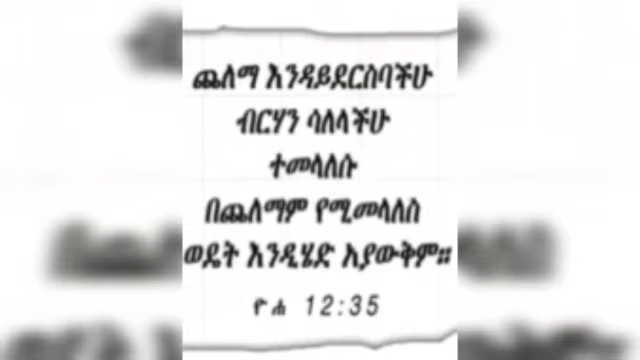 ጨለማ እንዳይደርስባችሁ
ብርሃን ሳለላችሁ
ተመላለሱ
በጨለማም የሚመላለስ
ወዴት እንዲሄድ አያውቅም።
ዮሐ 12:35